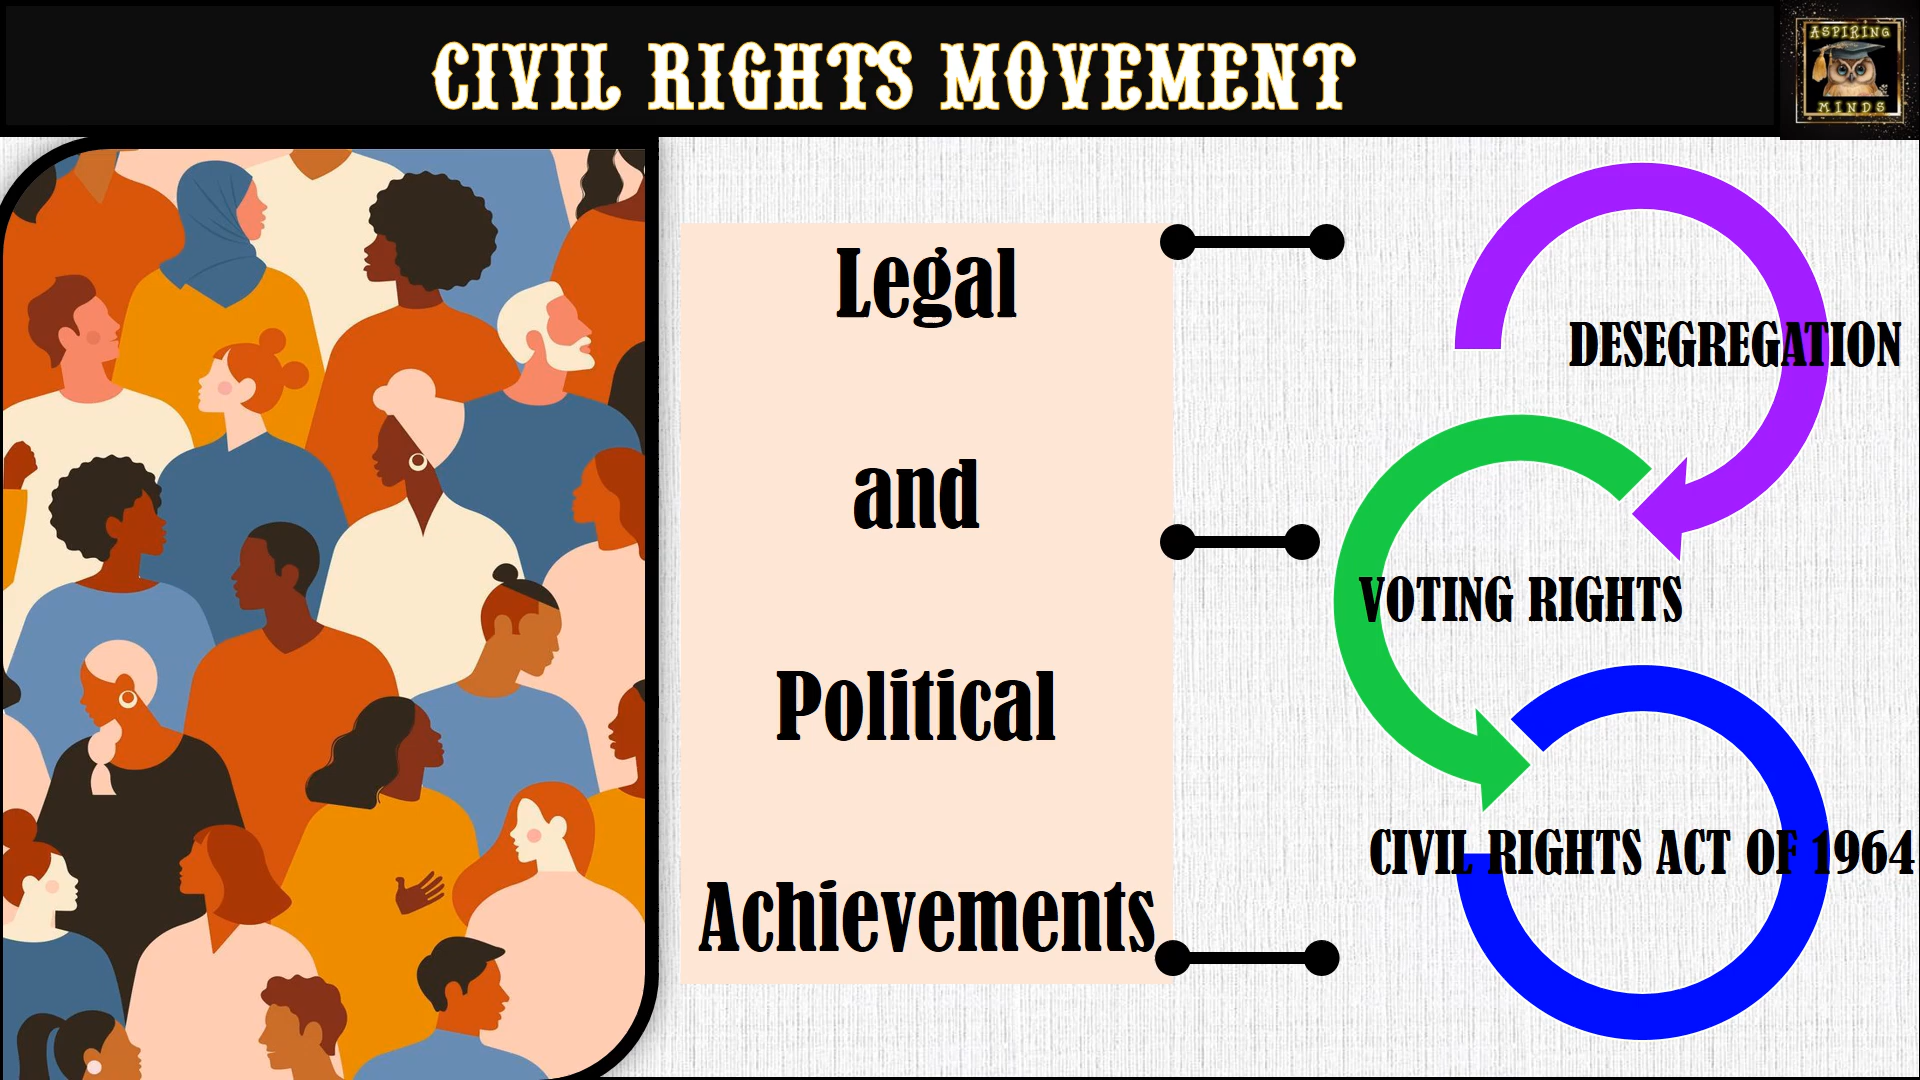 CIVIL RIGHTS MOVEMENT
ASPIRING
MINDS
Legal
and
Political
Achievements
DESEGREGATION
VOTING RIGHTS
CIVIL RIGHTS ACT OF 1964